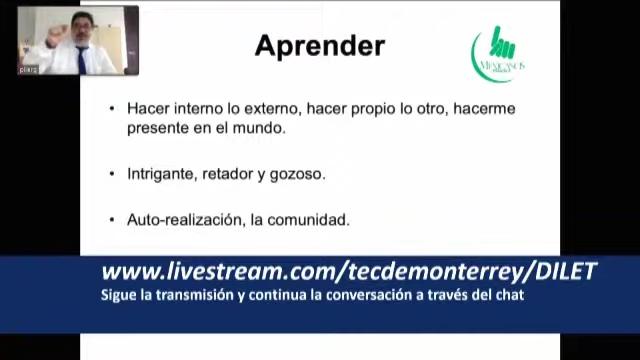 Aprender
MEXICANOS
• Hacer interno lo externo, hacer propio lo otro, hacerme
presente en el mundo.
• Intrigante, retador y gozoso.
• Auto-realización, la comunidad.
www.livestream.com/tecdemonterrey/DILET
Sigue la transmisión y continua la conversación a través del chat